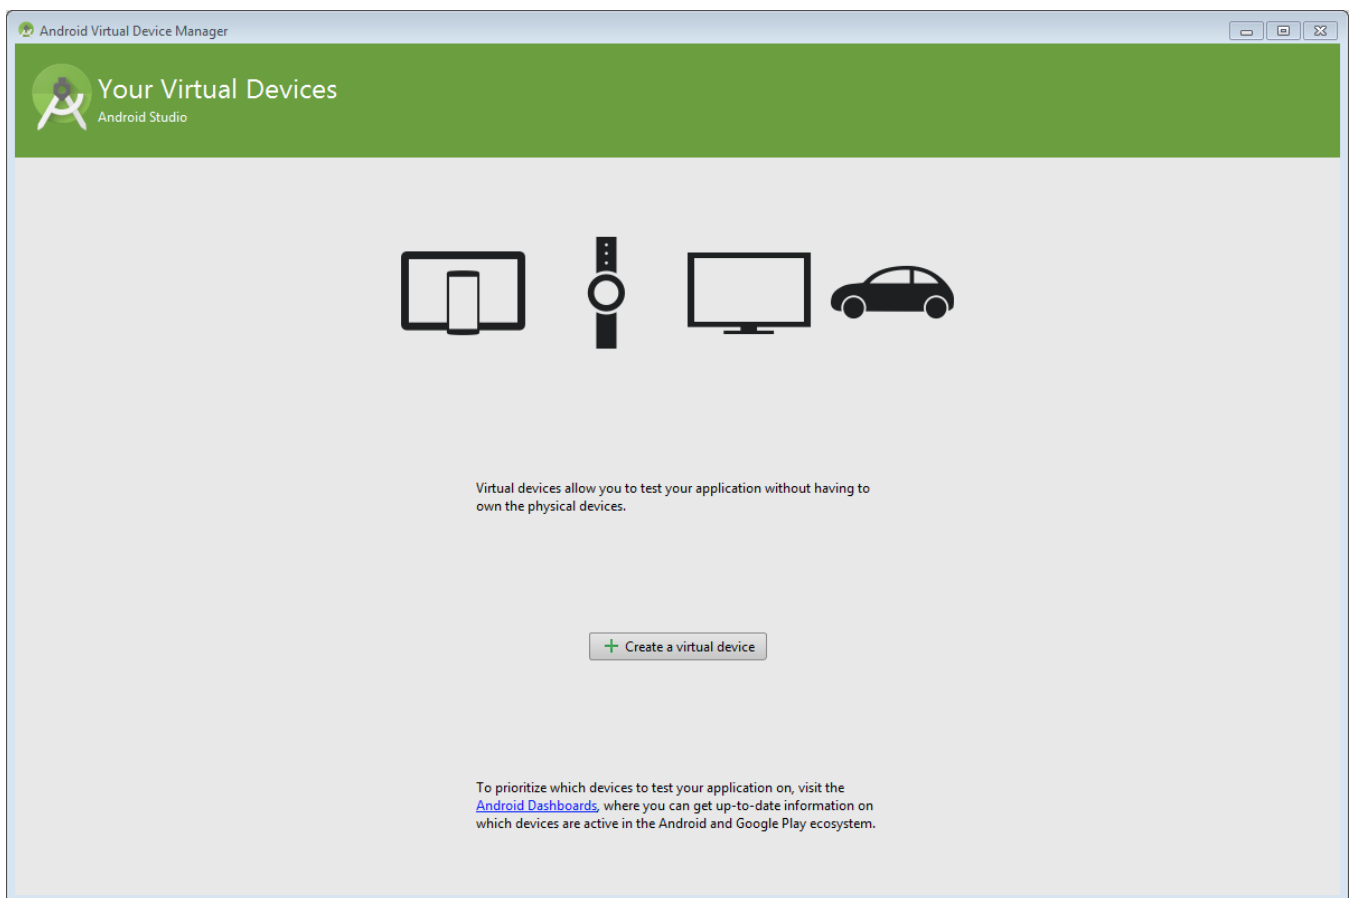 Android Virtual Device Manager
Your Virtual Devices
Android Studio
Virtual devices allow you to test your application without having to
own the physical devices.
Create a virtual device
To prioritize which devices to test your application on, visit the
Android Dashboards, where you can get up-to-date information on
which devices are active in the Android and Google Play ecosystem.